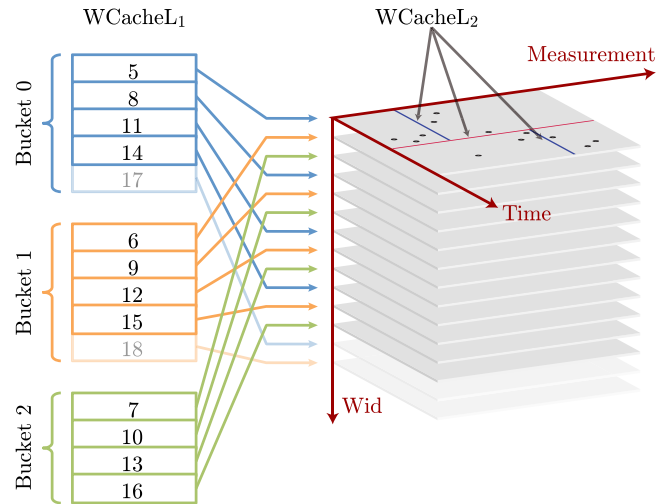 WCacheL₁
WCacheL₂
Measurement
Bucket 0
5
8
11
14
17
Time
Bucket 1
6
9
12
15
18
Wid
Bucket 2
7
10
13
16